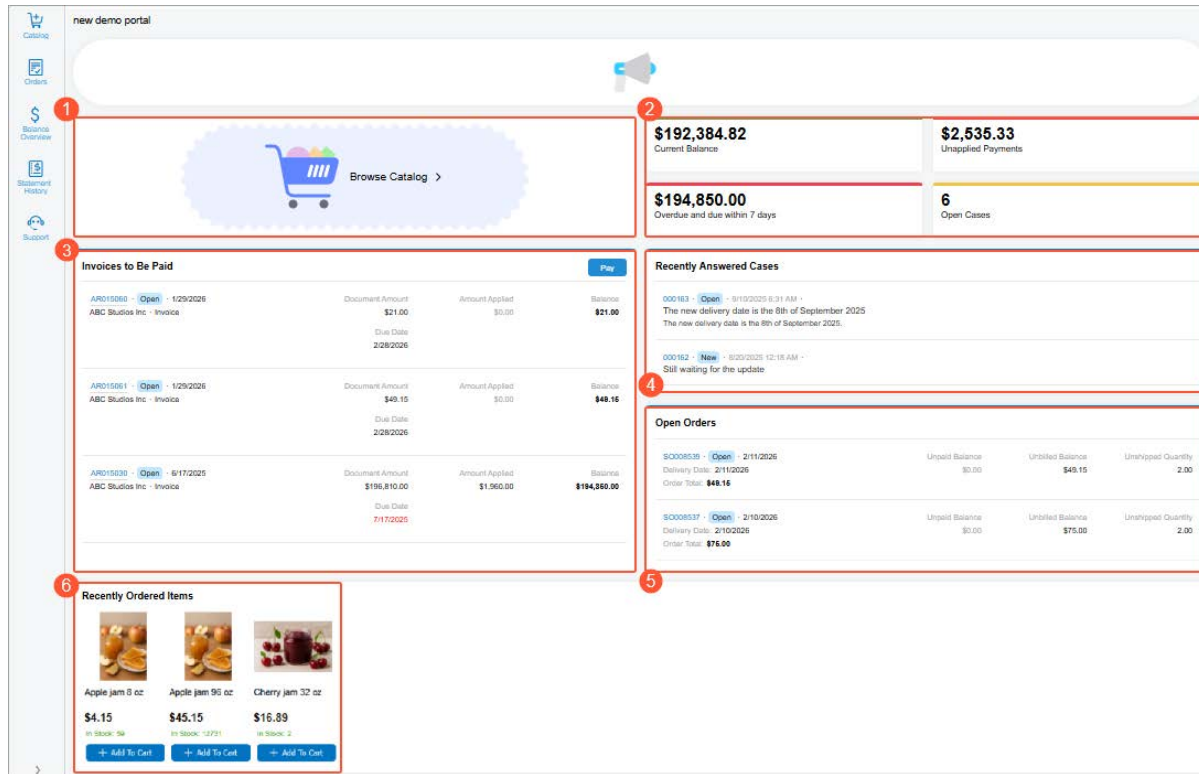 new demo portal
Catalog
Orders
Balance
Overview
Statement
History
Support
1
Browse Catalog >
2
$192,384.82
Current Balance
$2,535.33
Unapplied Payments
$194,850.00
Overdue and due within 7 days
6
Open Cases
3
Invoices to Be Paid
Pay
AR015060 · Open · 1/29/2026 Document Amount Amount Applied Balance
ABC Studios Inc · Invoice $21.00 $0.00 $21.00
Due Date
2/28/2026
AR015061 · Open · 1/29/2026 Document Amount Amount Applied Balance
ABC Studios Inc · Invoice $49.15 $0.00 $49.15
Due Date
2/28/2026
AR015030 · Open · 6/17/2025 Document Amount Amount Applied Balance
ABC Studios Inc · Invoice $196,810.00 $1,960.00 $194,850.00
Due Date
7/17/2025
Recently Answered Cases
000163 · Open · 9/10/2025 6:31 AM ·
The new delivery date is the 8th of September 2025
The new delivery date is the 8th of September 2025.
000162 · New · 8/20/2025 12:18 AM ·
Still waiting for the update
4
Open Orders
SO008539 · Open · 2/11/2026 Unpaid Balance Unbilled Balance Unshipped Quantity
Delivery Date: 2/11/2026 $0.00 $49.15 2.00
Order Total: $49.15
SO008537 · Open · 2/10/2026 Unpaid Balance Unbilled Balance Unshipped Quantity
Delivery Date: 2/10/2026 $0.00 $75.00 2.00
Order Total: $75.00
5
6
Recently Ordered Items
Apple jam 8 oz Apple jam 96 oz Cherry jam 32 oz
$4.15 $45.15 $16.89
In Stock: 59 In Stock: 12731 In Stock: 2
+ Add To Cart + Add To Cart + Add To Cart